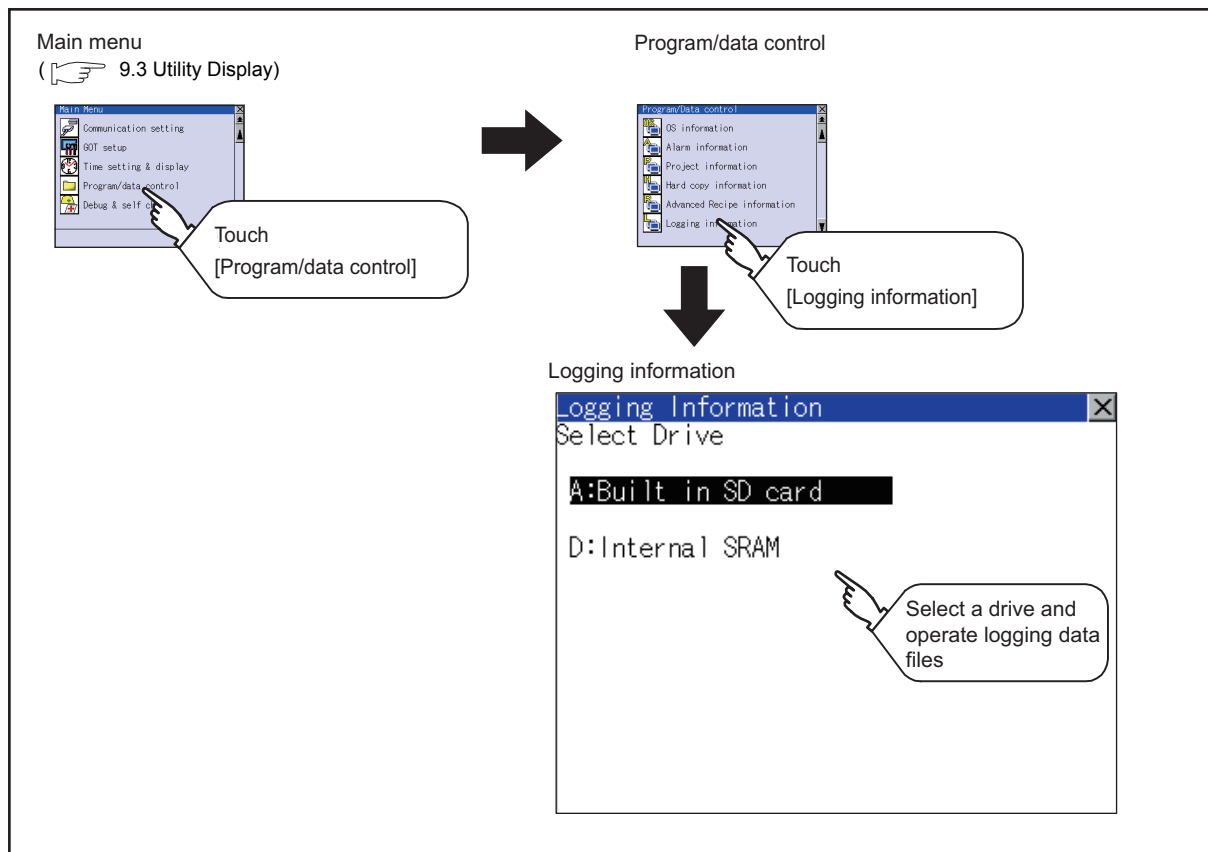 Main menu
( 9.3 Utility Display)
Main Menu
Communication setting
GOT setup
Time setting & display
Program/data control
Debug & self
Touch
[Program/data control]
Program/data control
Program/Data control
OS information
Alarm information
Project information
Hard copy information
Advanced Recipe information
Logging information
Touch
[Logging information]
Logging information
Logging Information
Select Drive
A:Built in SD card
D:Internal SRAM
Select a drive and
operate logging data
files